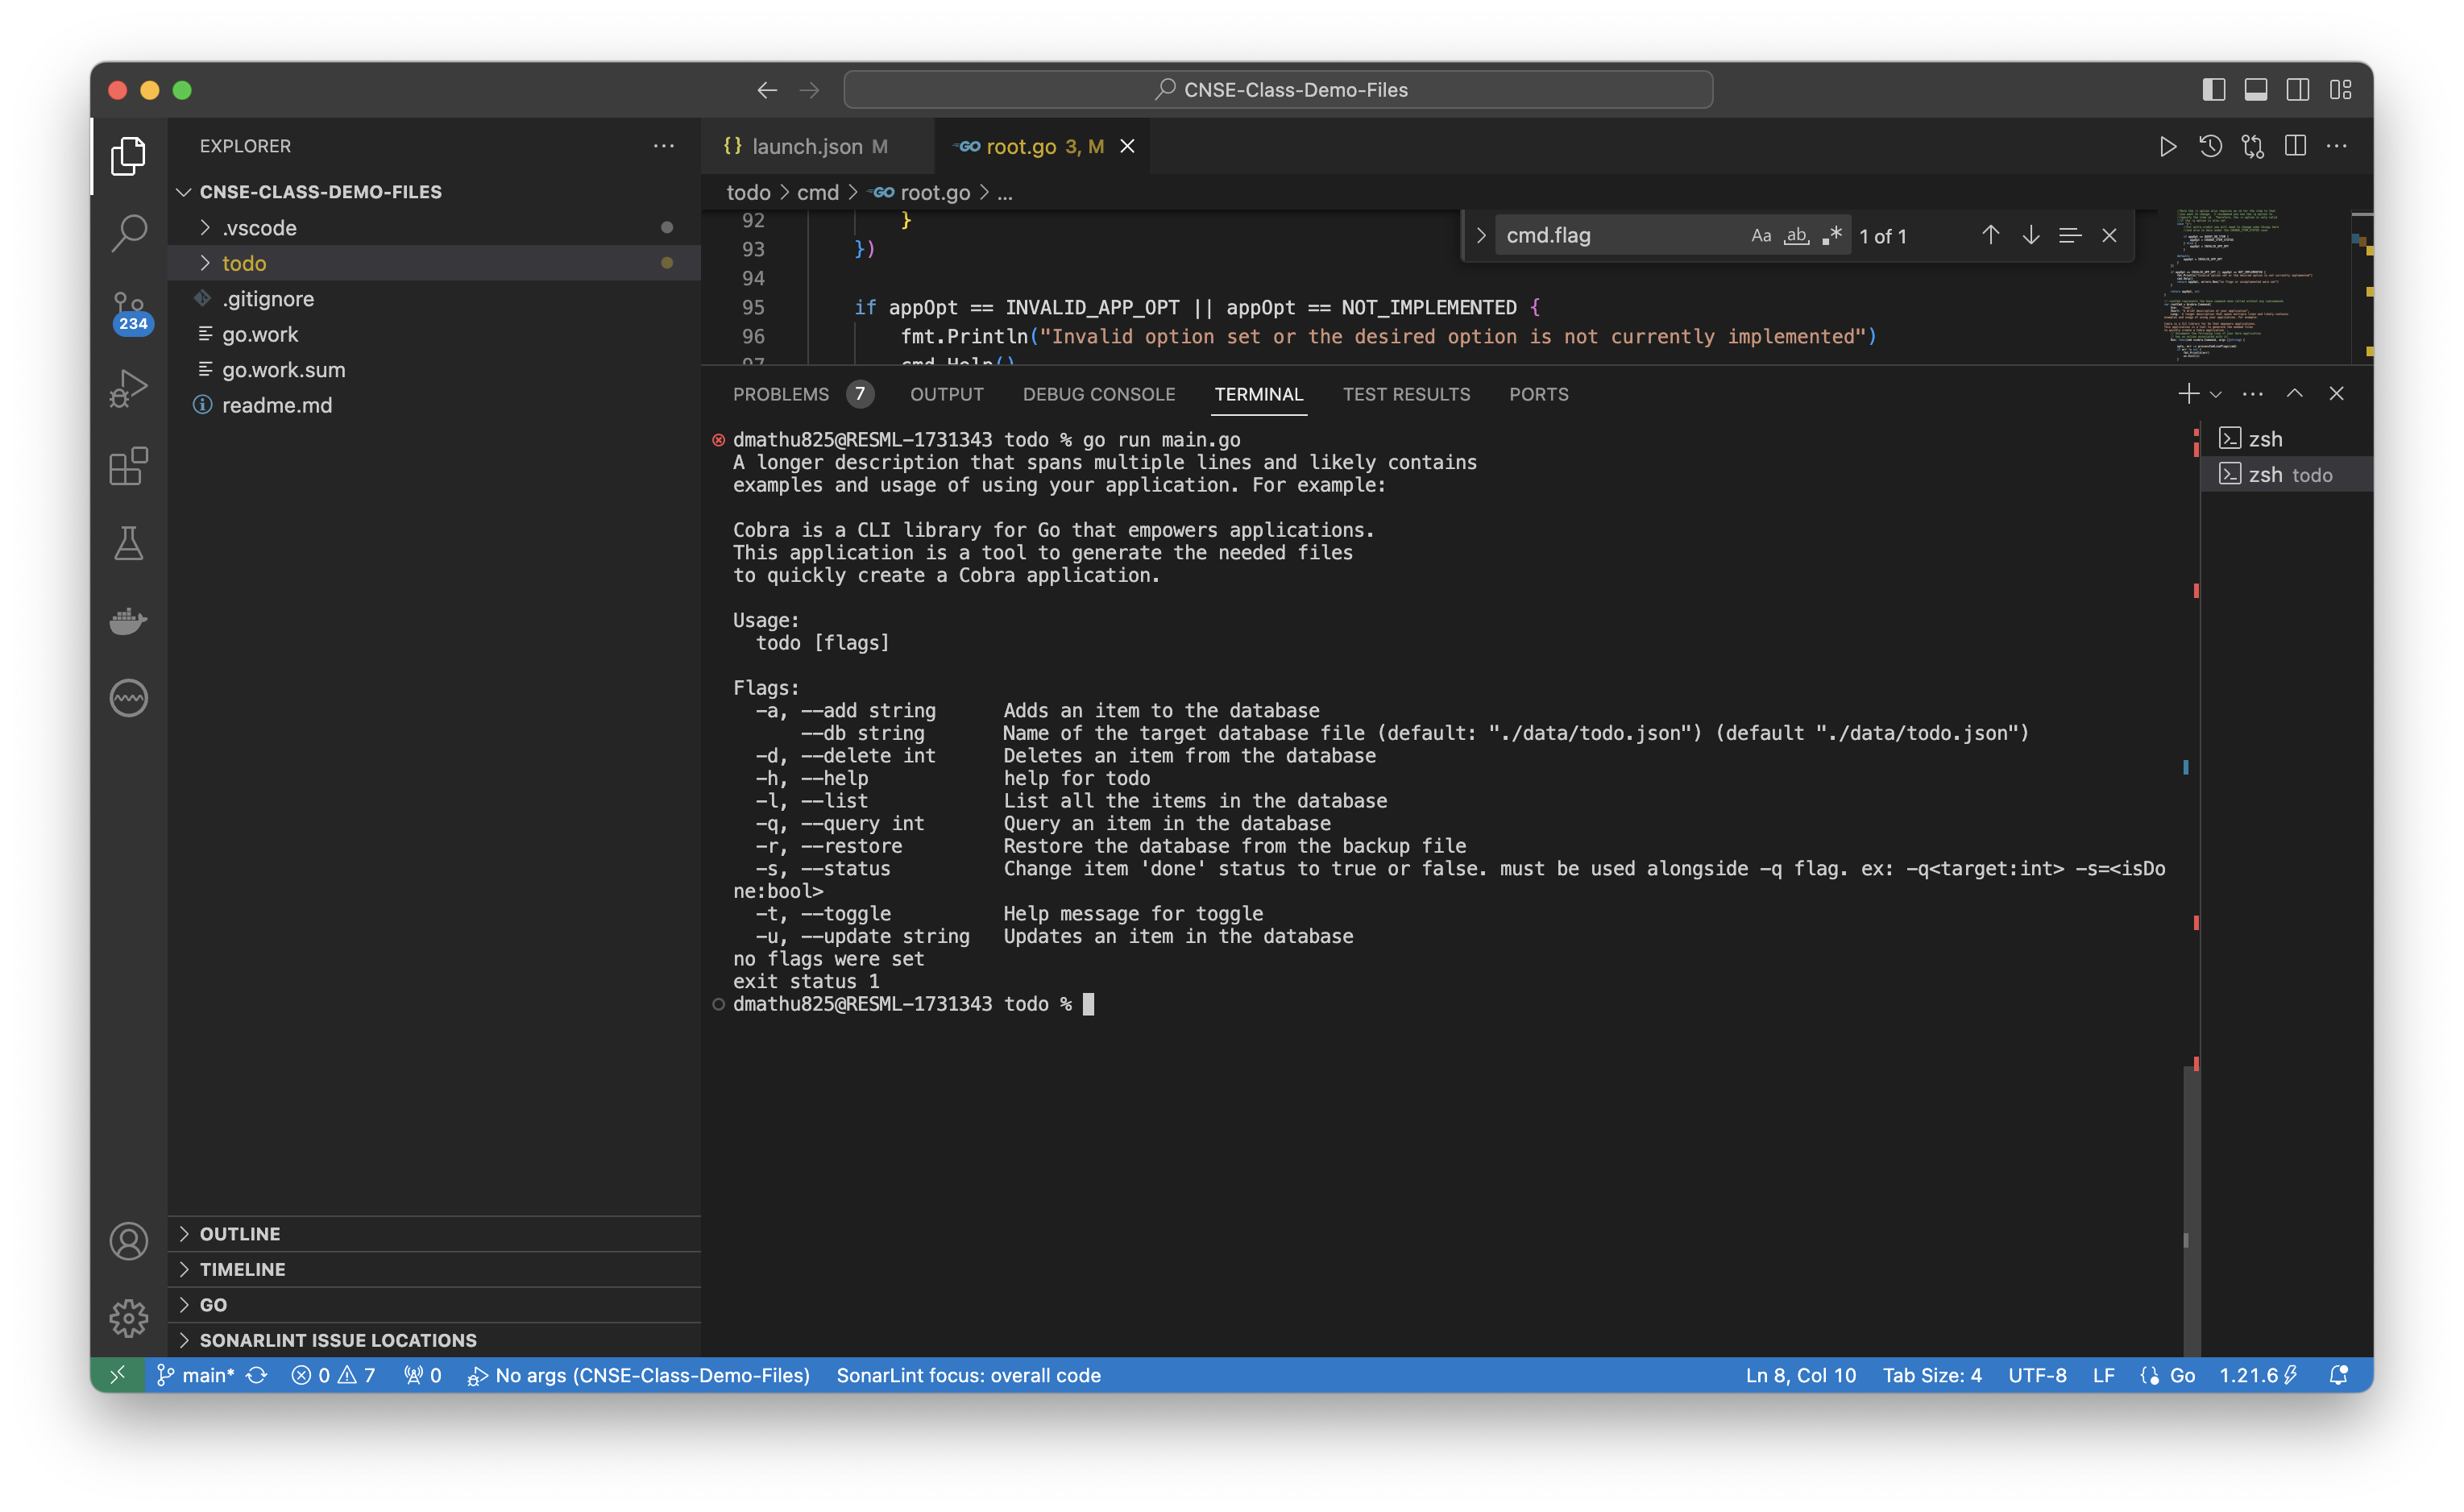 CNSE-Class-Demo-Files
EXPLORER
CNSE-CLASS-DEMO-FILES
.vscode
todo
.gitignore
go.work
go.work.sum
readme.md
234
{} launch.json M
GO root.go 3, M
todo > cmd > GO root.go > ...
92 }
93 })
94
95 if appOpt == INVALID_APP_OPT || appOpt == NOT_IMPLEMENTED {
96 fmt.Println("Invalid option set or the desired option is not currently implemented")
97 cmd.Help()
cmd.flag Aa ab .* 1 of 1
PROBLEMS 7 OUTPUT DEBUG CONSOLE TERMINAL TEST RESULTS PORTS
dmathu825@RESML-1731343 todo % go run main.go
A longer description that spans multiple lines and likely contains
examples and usage of using your application. For example:
Cobra is a CLI library for Go that empowers applications.
This application is a tool to generate the needed files
to quickly create a Cobra application.
Usage:
todo [flags]
Flags:
-a, --add string Adds an item to the database
--db string Name of the target database file (default: "./data/todo.json") (default "./data/todo.json")
-d, --delete int Deletes an item from the database
-h, --help help for todo
-l, --list List all the items in the database
-q, --query int Query an item in the database
-r, --restore Restore the database from the backup file
-s, --status Change item 'done' status to true or false. must be used alongside -q flag. ex: -q<target:int> -s=<isDo
ne:bool>
-t, --toggle Help message for toggle
-u, --update string Updates an item in the database
no flags were set
exit status 1
dmathu825@RESML-1731343 todo %
zsh
zsh todo
OUTLINE
TIMELINE
GO
SONARLINT ISSUE LOCATIONS
main* 0 7 0 No args (CNSE-Class-Demo-Files) SonarLint focus: overall code Ln 8, Col 10 Tab Size: 4 UTF-8 LF {} Go 1.21.6